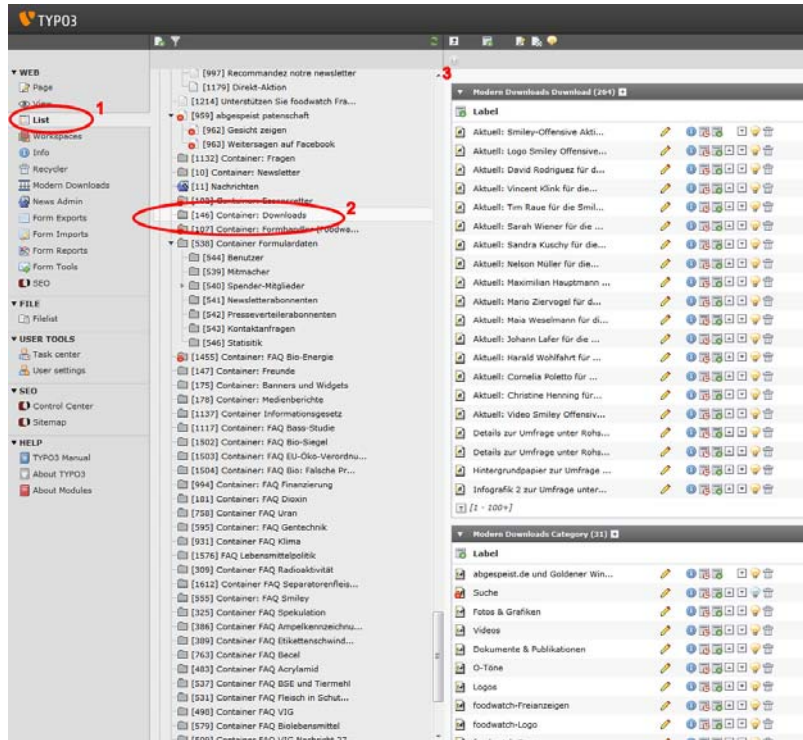 TYPO3
WEB
Page
View
List
Workspaces
Info
Recycler
Modern Downloads
News Admin
Form Exports
Form Imports
Form Reports
Form Tools
SEO
FILE
Filelist
USER TOOLS
Task center
User settings
SEO
Control Center
Sitemap
HELP
TYPO3 Manual
About TYPO3
About Modules
1
[997] Recommandez notre newsletter
[1179] Direkt-Aktion
[1214] Unterstützen Sie foodwatch Fra...
[959] abgespeist patenschaft
[962] Gesicht zeigen
[963] Weitersagen auf Facebook
[1132] Container: Fragen
[10] Container: Newsletter
[11] Nachrichten
[146] Container: Downloads
2
[107] Container: Formhandler (Foodwa...
[538] Container Formulardaten
[544] Benutzer
[539] Mitmacher
[540] Spender-Mitglieder
[541] Newsletterabonnenten
[542] Presseverteilerabonnenten
[543] Kontaktanfragen
[546] Statisitik
[1455] Container: FAQ Bio-Energie
[147] Container: Freunde
[175] Container: Banners und Widgets
[178] Container: Medienberichte
[1137] Container Informationsgesetz
[1117] Container: FAQ Bass-Studie
[1502] Container: FAQ Bio-Siegel
[1503] Container: FAQ EU-Öko-Verordnu...
[1504] Container: FAQ Bio: Falsche Pr...
[994] Container: FAQ Finanzierung
[181] Container: FAQ Dioxin
[758] Container FAQ Uran
[595] Container: FAQ Gentechnik
[931] Container FAQ Klima
[1576] FAQ Lebensmittelpolitik
[309] Container: FAQ Radioaktivität
[1612] Container FAQ Separatorenfleis...
[555] Container: FAQ Smiley
[325] Container FAQ Spekulation
[386] Container FAQ Ampelkennzeichnu...
[389] Container FAQ Etikettenschwind...
[763] Container FAQ Becel
[483] Container FAQ Acrylamid
[537] Container FAQ BSE und Tiermehl
[531] Container FAQ Fleisch in Schut...
[498] Container FAQ VIG
[579] Container FAQ Biolebensmittel
3
Modern Downloads Download (264)
Label
Aktuell: Smiley-Offensive Akti...
Aktuell: Logo Smiley Offensive...
Aktuell: David Rodriguez für d...
Aktuell: Vincent Klink für die...
Aktuell: Tim Raue für die Smil...
Aktuell: Sarah Wiener für die ...
Aktuell: Sandra Kuschy für die...
Aktuell: Nelson Müller für die...
Aktuell: Maximilian Hauptmann ...
Aktuell: Mario Ziervogel für d...
Aktuell: Maia Weselmann für di...
Aktuell: Johann Lafer für die ...
Aktuell: Harald Wohlfahrt für ...
Aktuell: Cornelia Poletto für ...
Aktuell: Christine Henning für...
Aktuell: Video Smiley Offensiv...
Details zur Umfrage unter Rohs...
Details zur Umfrage unter Rohs...
Hintergrundpapier zur Umfrage ...
Infografik 2 zur Umfrage unter...
[1 - 100+]
Modern Downloads Category (31)
Label
abgespeist.de und Goldener Win...
Suche
Fotos & Grafiken
Videos
Dokumente & Publikationen
O-Töne
Logos
foodwatch-Freianzeigen
foodwatch-Logo